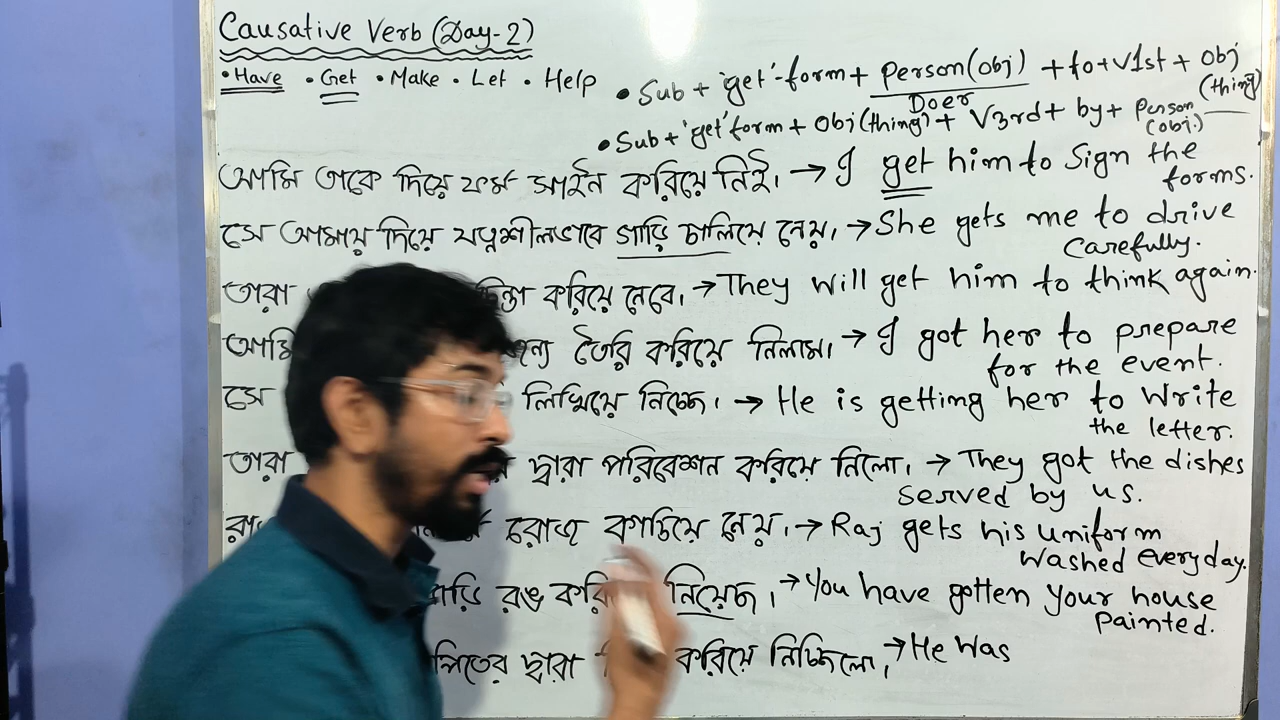 Causative Verb (Day-2)
• Have • Get • Make • Let • Help
• Sub + 'get'-form + person(obj) + to+V1st + obj (thing)
Doer
• Sub + 'get' form + obj (thing) + V3rd + by + person (obj.)
আমি তাকে দিয়ে ফর্ম সাইন করিয়ে নিই। → I get him to sign the
forms.
সে আমায় দিয়ে যত্নশীলভাবে গাড়ি চালিয়ে নেয়। → She gets me to drive
carefully.
তারা চিন্তা করিয়ে নেবে। → They will get him to think again.
আমি জন্য তৈরি করিয়ে নিলাম। → I got her to prepare
for the event.
সে লিখিয়ে নিচ্ছে। → He is getting her to write
the letter.
তারা দ্বারা পরিবেশন করিয়ে নিলো। → They got the dishes
served by us.
রোজ কাচিয়ে নেয়। → Raj gets his uniform
washed everyday.
রঙ নিয়েছ। → You have gotten your house
painted.
দ্বারা করিয়ে নিচ্ছিলো। → He was